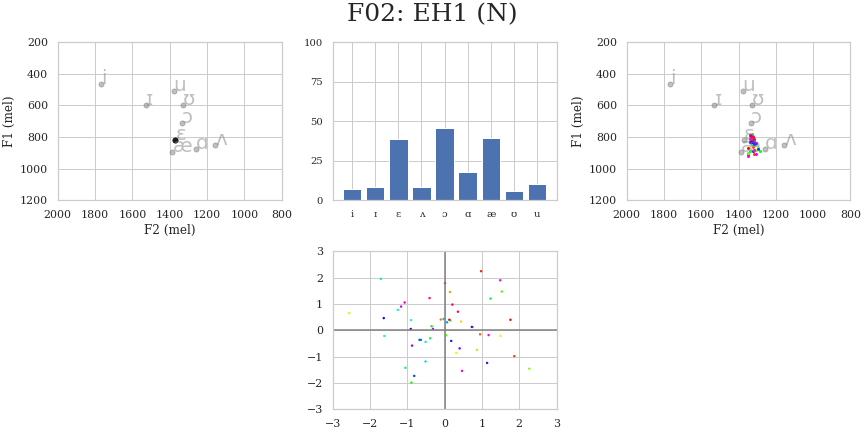 F02: EH1 (N)
200
400
600
800
1000
1200
2000 1800 1600 1400 1200 1000 800
F1 (mel)
F2 (mel)
i ɪ u ʊ ɔ ɛ æ ɑ ʌ
100
75
50
25
0
i ɪ ɛ ʌ ɔ ɑ æ ʊ u
200
400
600
800
1000
1200
2000 1800 1600 1400 1200 1000 800
F1 (mel)
F2 (mel)
i ɪ u ʊ ɔ ɛ æ ɑ ʌ
3
2
1
0
−1
−2
−3
−3 −2 −1 0 1 2 3